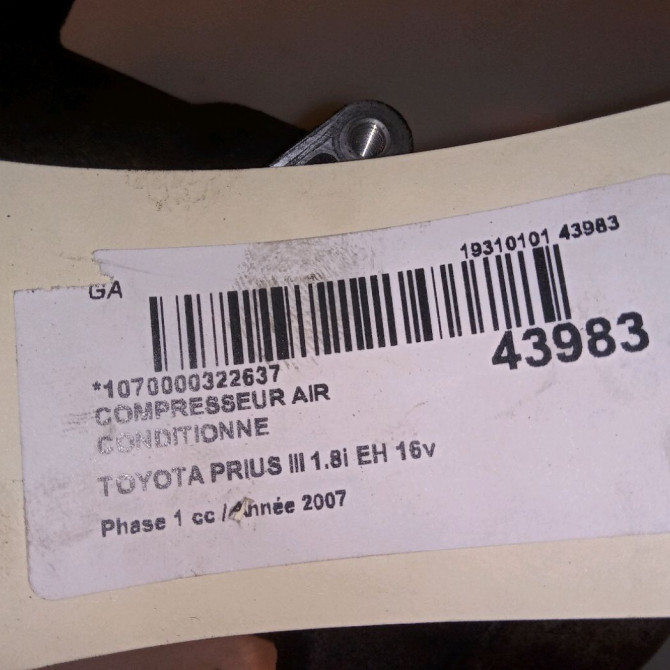 19310101 43983
GA
43983
*1070000322637
COMPRESSEUR AIR
CONDITIONNE
TOYOTA PRIUS III 1.8i EH 16v
Phase 1 cc / Année 2007